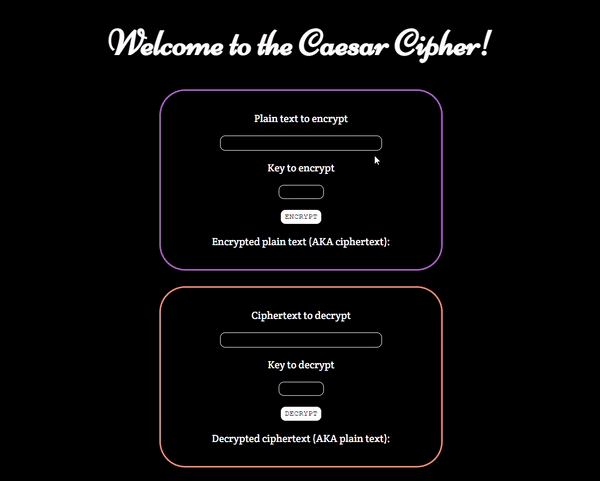 Welcome to the Caesar Cipher!
Plain text to encrypt
Key to encrypt
ENCRYPT
Encrypted plain text (AKA ciphertext):
Ciphertext to decrypt
Key to decrypt
DECRYPT
Decrypted ciphertext (AKA plain text):